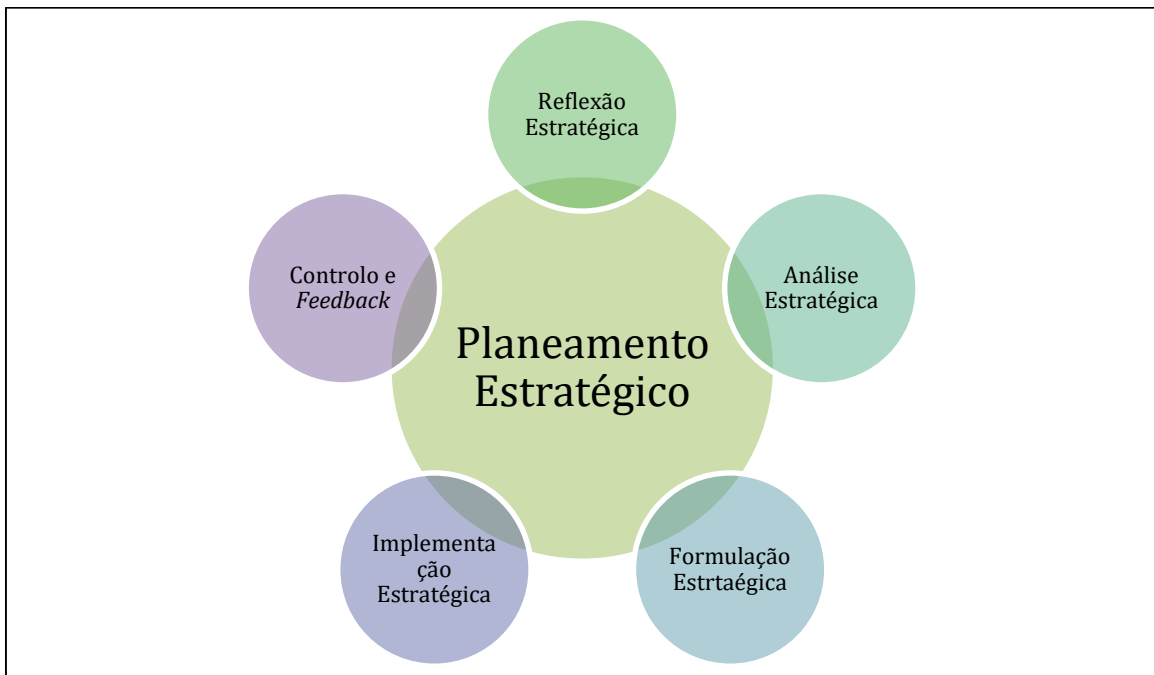 Reflexão
Estratégica
Análise
Estratégica
Formulação
Estrtaégica
Implementa
ção
Estratégica
Controlo e
Feedback
Planeamento
Estratégico